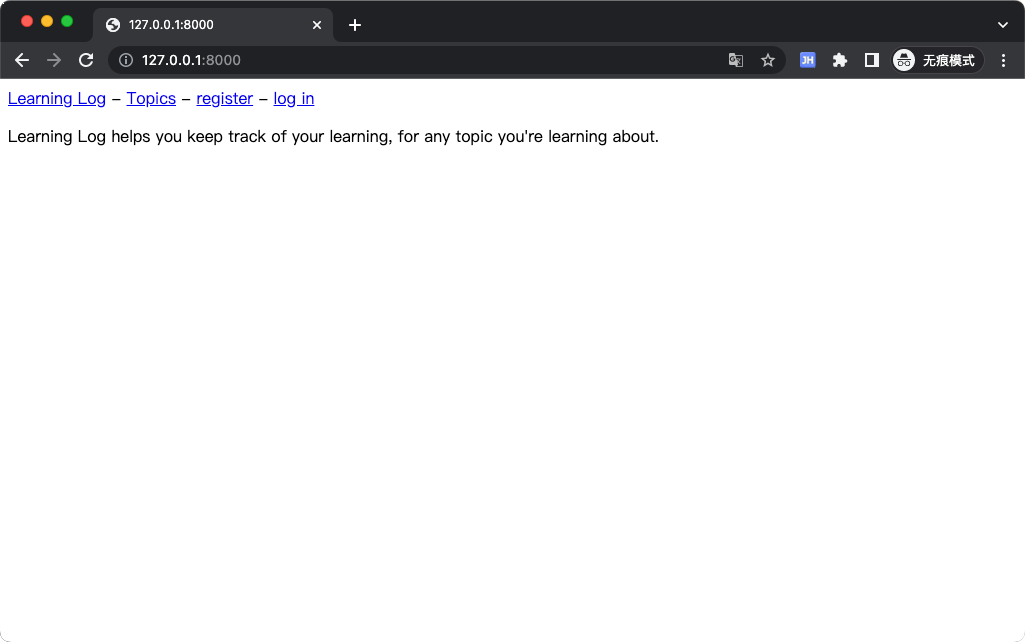 127.0.0.1:8000
127.0.0.1:8000
JH
无痕模式
Learning Log – Topics – register – log in
Learning Log helps you keep track of your learning, for any topic you're learning about.